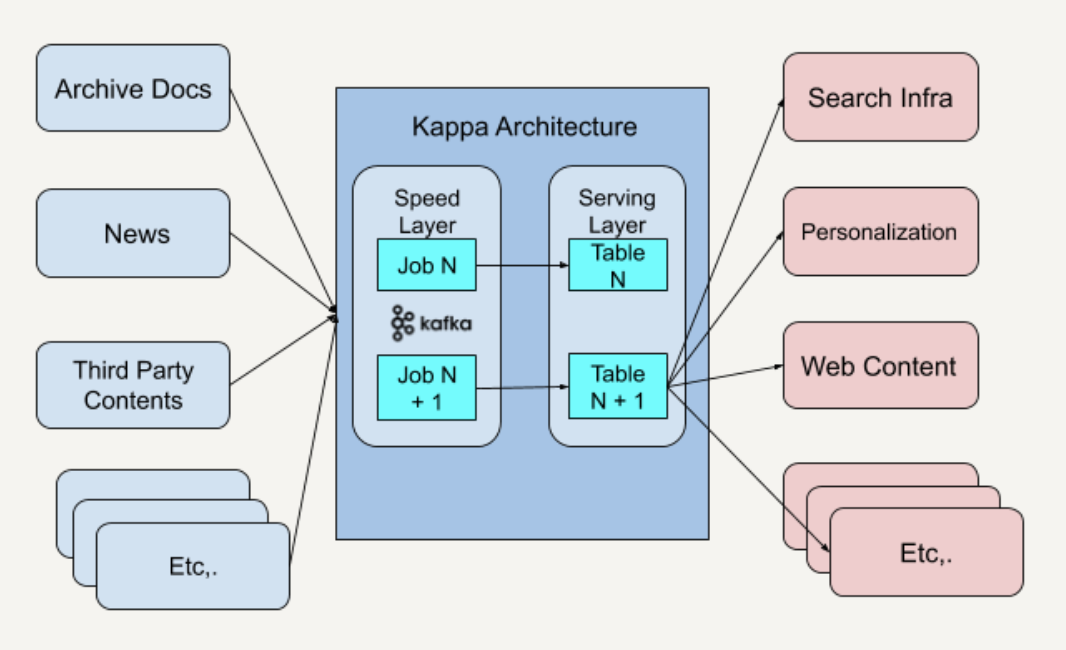 Archive Docs
News
Third Party
Contents
Etc,.
Kappa Architecture
Speed
Layer
Job N
kafka
Job N
+ 1
Serving
Layer
Table
N
Table
N + 1
Search Infra
Personalization
Web Content
Etc,.